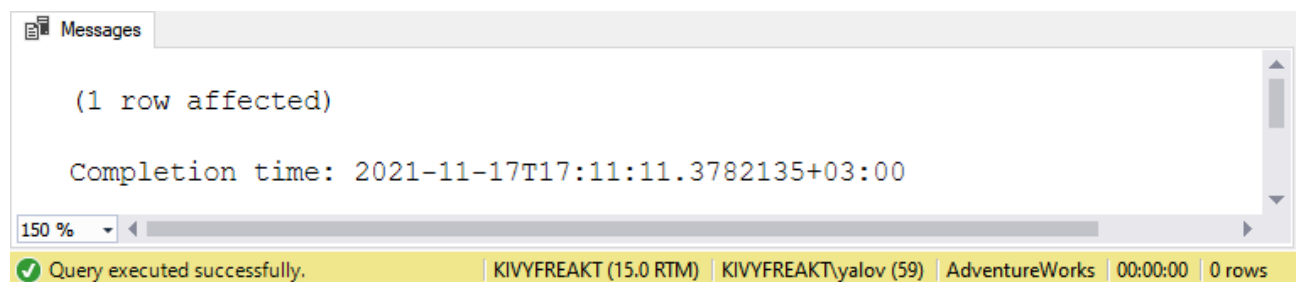 Messages
(1 row affected)
Completion time: 2021-11-17T17:11:11.3782135+03:00
150 %
Query executed successfully. KIVYFREAKT (15.0 RTM) KIVYFREAKT\yalov (59) AdventureWorks 00:00:00 0 rows